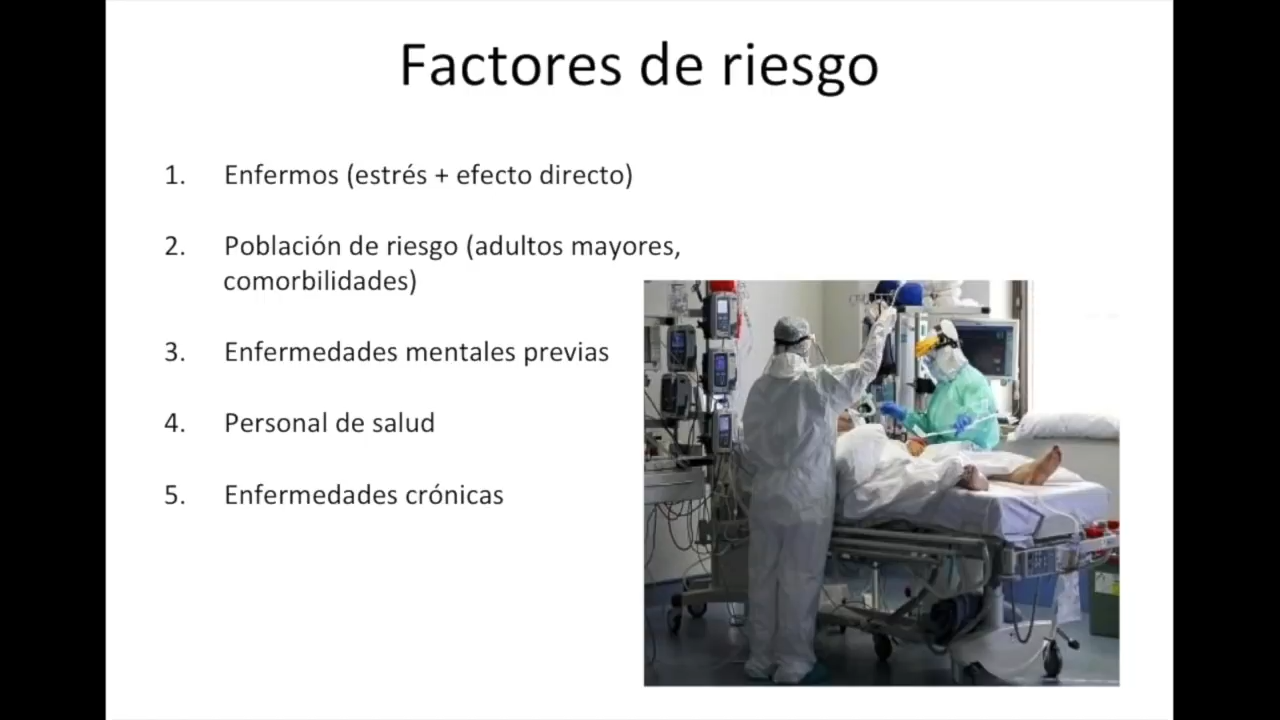 Factores de riesgo
1. Enfermos (estrés + efecto directo)
2. Población de riesgo (adultos mayores,
comorbilidades)
3. Enfermedades mentales previas
4. Personal de salud
5. Enfermedades crónicas